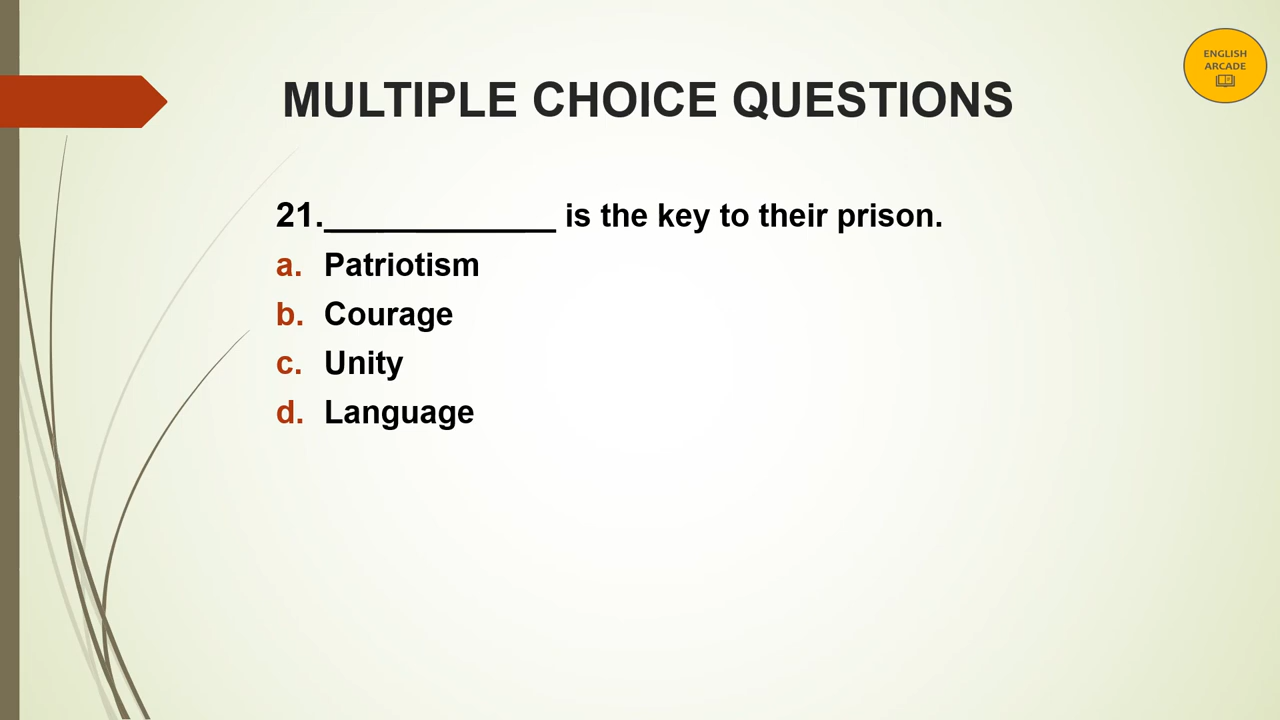 ENGLISH
ARCADE
MULTIPLE CHOICE QUESTIONS
21.____________ is the key to their prison.
a. Patriotism
b. Courage
c. Unity
d. Language